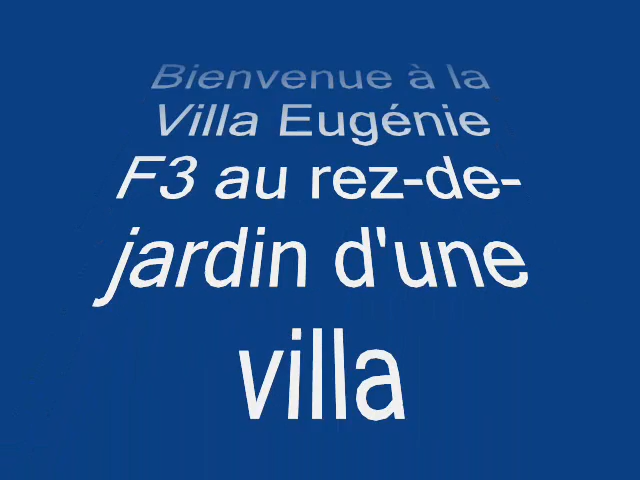 Bienvenue à la
Villa Eugénie
F3 au rez-de-
jardin d'une
villa